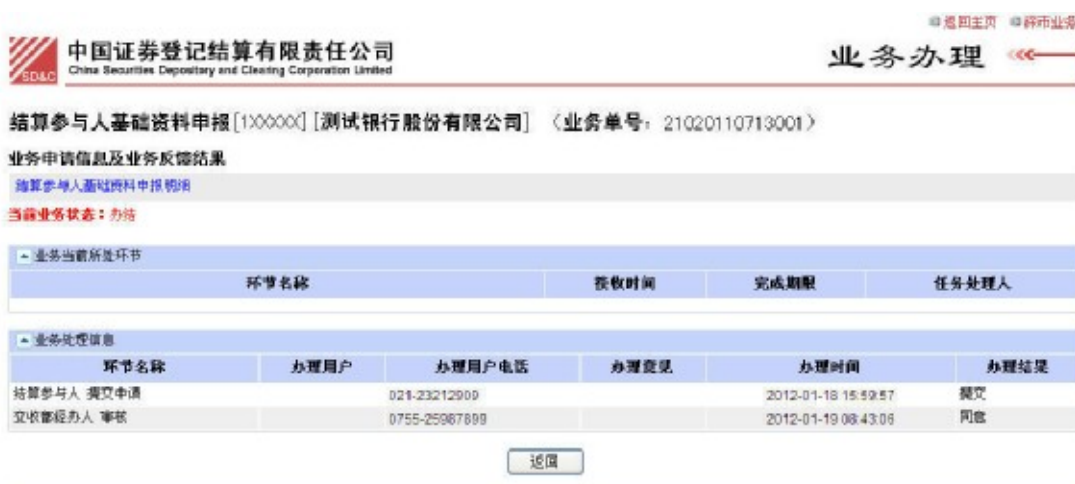 返回主页 辞市业务
中国证券登记结算有限责任公司
China Securities Depository and Clearing Corporation Limited
SD&C
业务办理
结算参与人基础资料申报[1XXXXX][测试银行股份有限公司] （业务单号：21020110713001）
业务申请信息及业务反馈结果
结算参与人基础资料申报明细
当前业务状态：办结
业务当前所处环节
环节名称 接收时间 完成期限 任务处理人
业务处理信息
环节名称 办理用户 办理用户电话 办理意见 办理时间 办理结果
结算参与人 提交申请 021-23212909 2012-01-18 15:59:57 提交
交收部经办人 审核 0755-25987899 2012-01-19 08:43:06 同意
返回